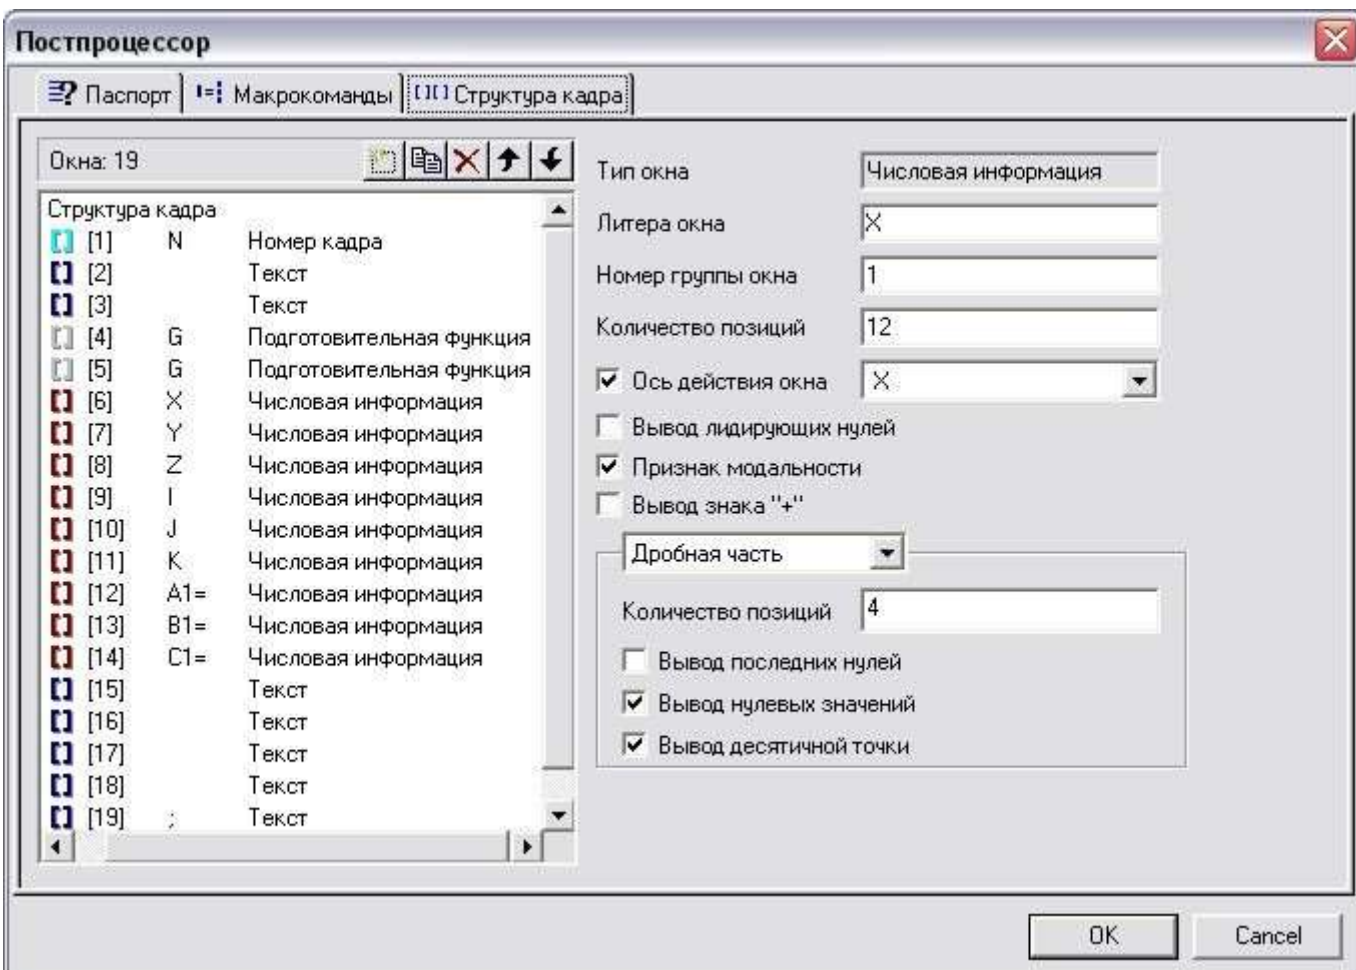 Постпроцессор
Паспорт Макрокоманды Структура кадра
Окна: 19
Структура кадра
[1] N Номер кадра
[2] Текст
[3] Текст
[4] G Подготовительная функция
[5] G Подготовительная функция
[6] X Числовая информация
[7] Y Числовая информация
[8] Z Числовая информация
[9] I Числовая информация
[10] J Числовая информация
[11] K Числовая информация
[12] A1= Числовая информация
[13] B1= Числовая информация
[14] C1= Числовая информация
[15] Текст
[16] Текст
[17] Текст
[18] Текст
[19] ; Текст
Тип окна Числовая информация
Литера окна X
Номер группы окна 1
Количество позиций 12
Ось действия окна X
Вывод лидирующих нулей
Признак модальности
Вывод знака "+"
Дробная часть
Количество позиций 4
Вывод последних нулей
Вывод нулевых значений
Вывод десятичной точки
OK Cancel